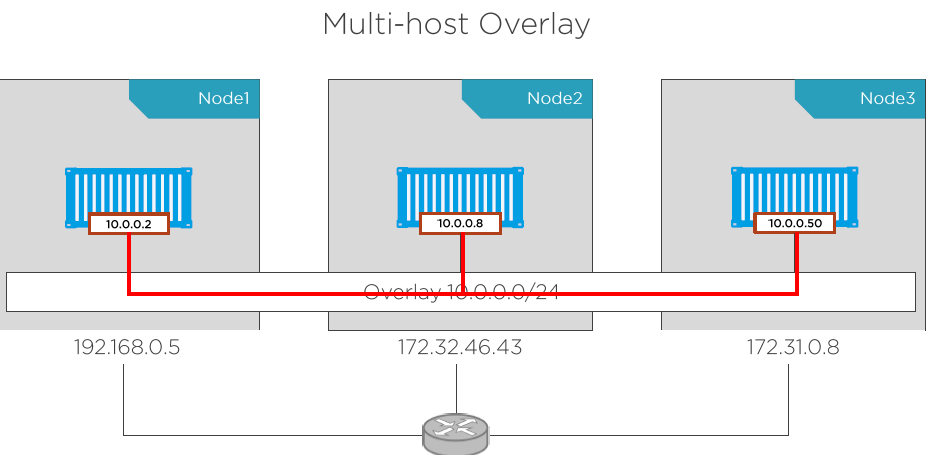 Multi-host Overlay
Node1
Node2
Node3
10.0.0.2
10.0.0.8
10.0.0.50
Overlay 10.0.0.0/24
192.168.0.5
172.32.46.43
172.31.0.8